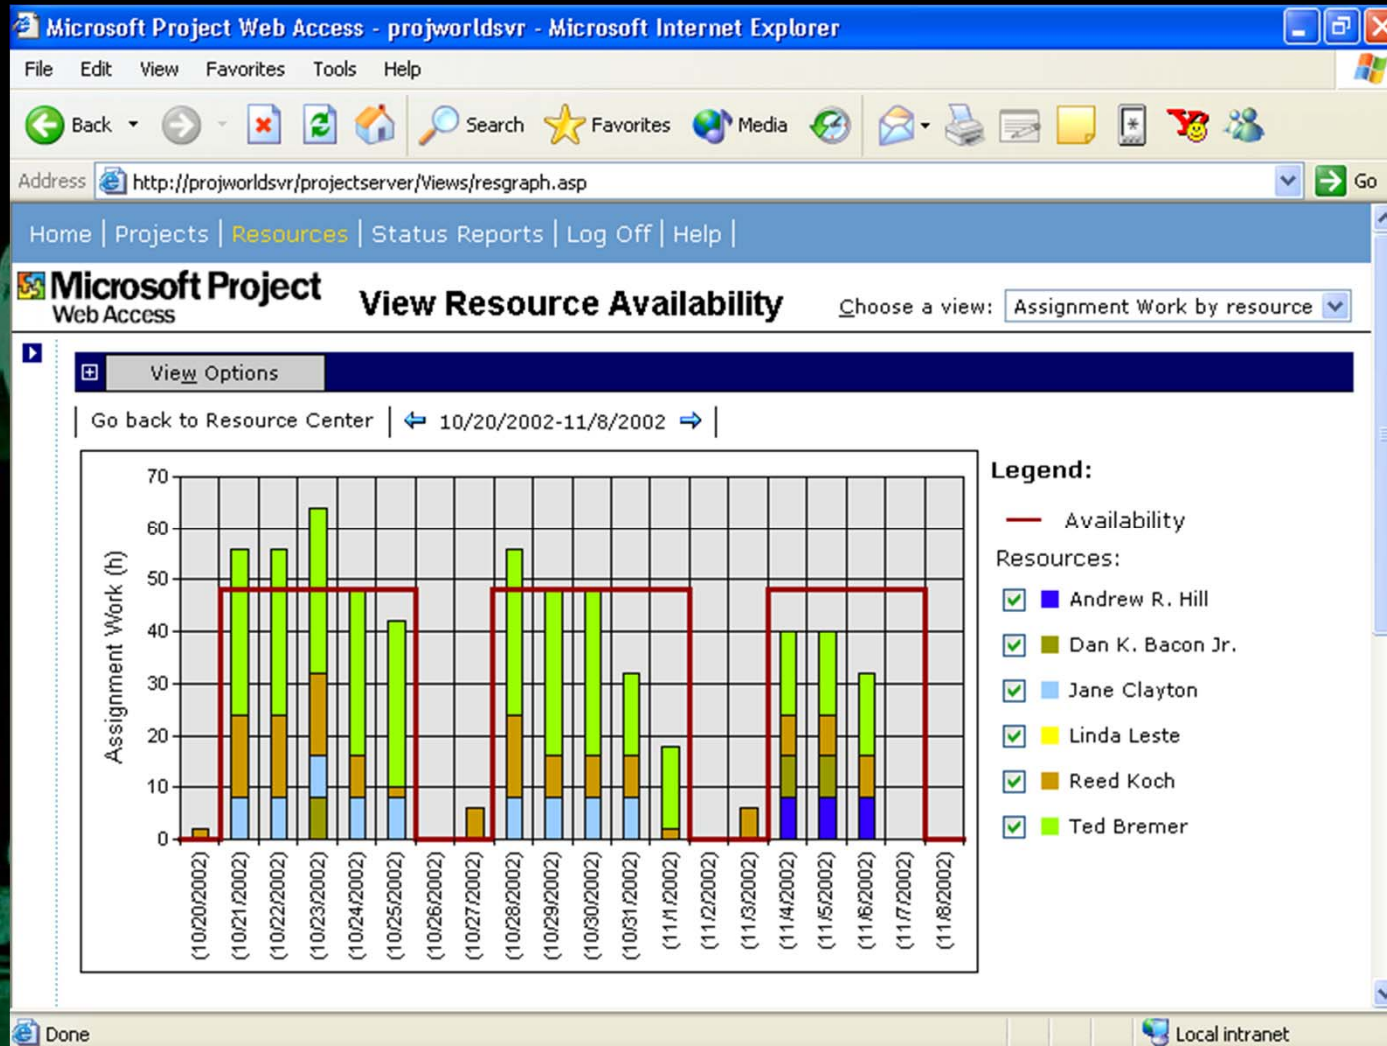 Microsoft Project Web Access - projworldsvr - Microsoft Internet Explorer
File Edit View Favorites Tools Help
Back Search Favorites Media
Address http://projworldsvr/projectserver/Views/resgraph.asp Go
Home | Projects | Resources | Status Reports | Log Off | Help |
Microsoft Project
Web Access
View Resource Availability
Choose a view: Assignment Work by resource
View Options
Go back to Resource Center | 10/20/2002-11/8/2002 |
Assignment Work (h)
70
60
50
40
30
20
10
0
(10/20/2002)
(10/21/2002)
(10/22/2002)
(10/23/2002)
(10/24/2002)
(10/25/2002)
(10/26/2002)
(10/27/2002)
(10/28/2002)
(10/29/2002)
(10/30/2002)
(10/31/2002)
(11/1/2002)
(11/2/2002)
(11/3/2002)
(11/4/2002)
(11/5/2002)
(11/6/2002)
(11/7/2002)
(11/8/2002)
Legend:
Availability
Resources:
Andrew R. Hill
Dan K. Bacon Jr.
Jane Clayton
Linda Leste
Reed Koch
Ted Bremer
Done
Local intranet